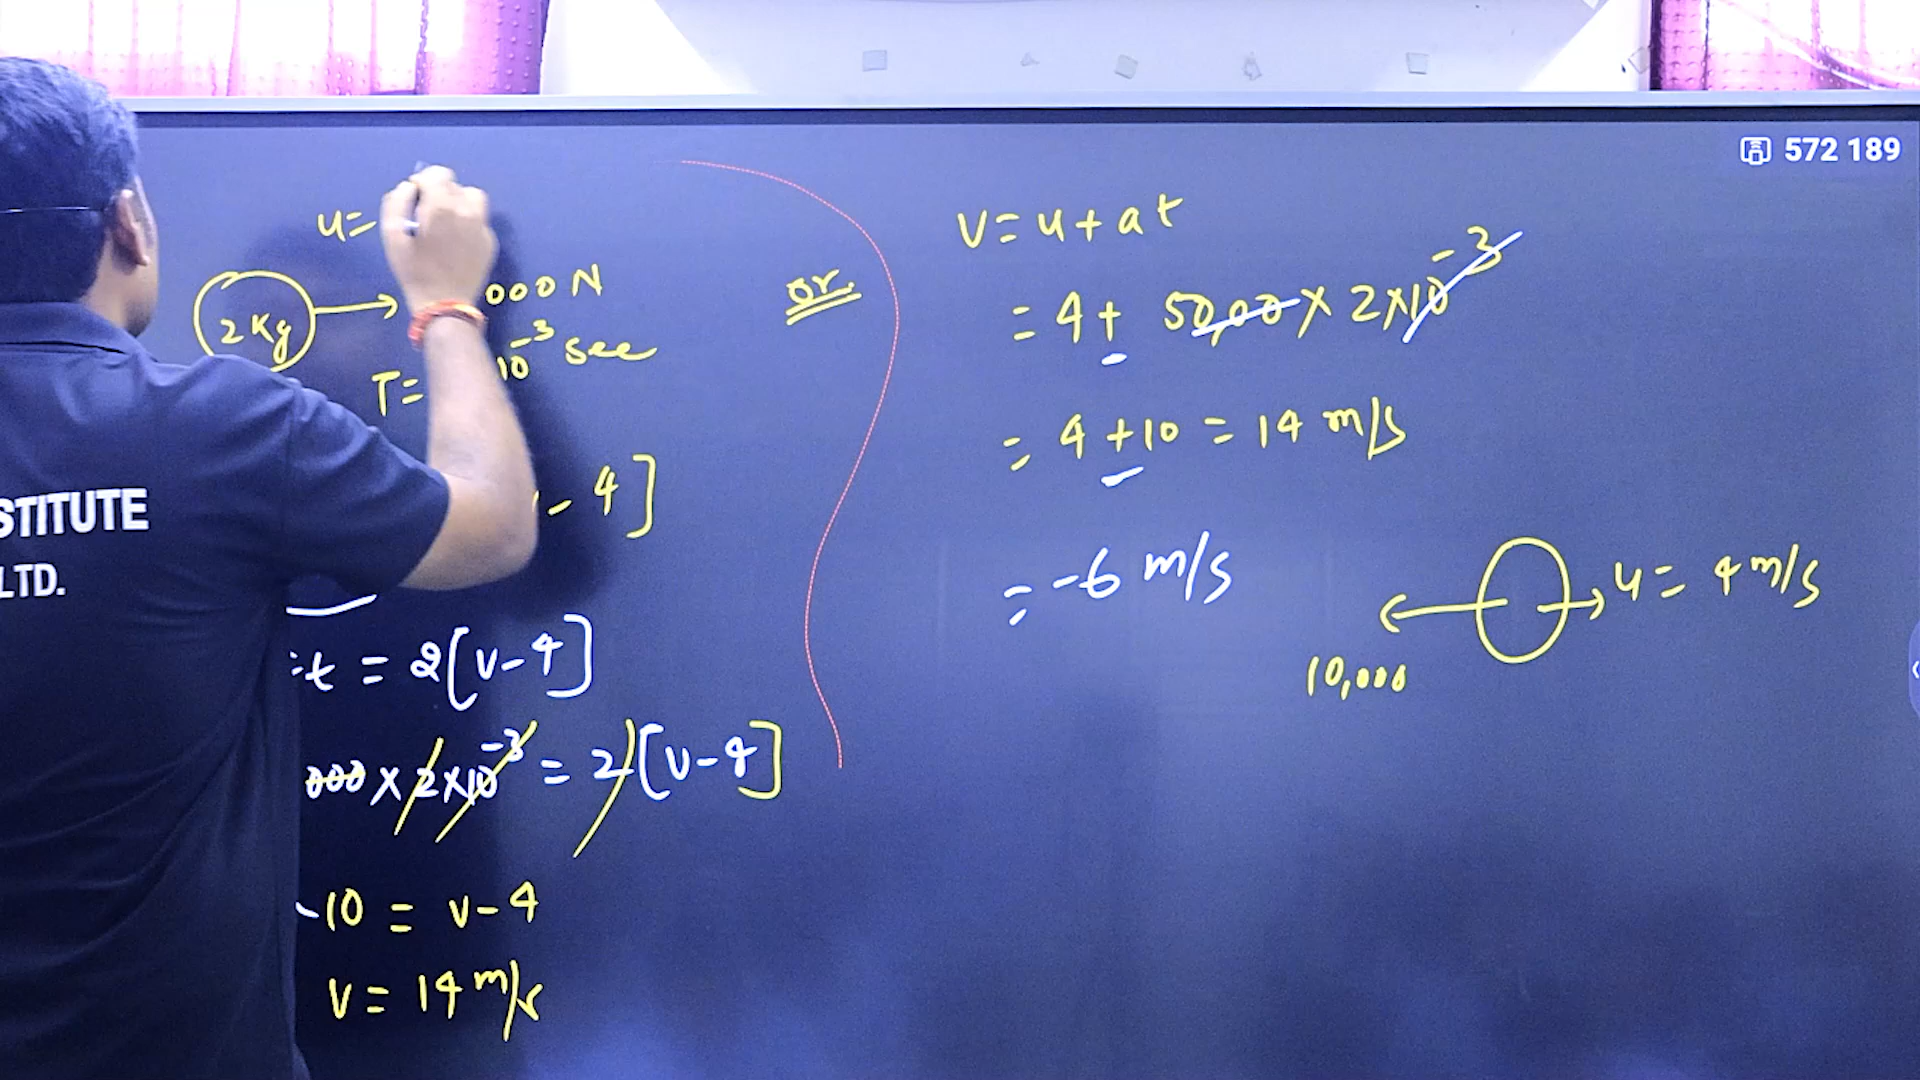 572 189
u=
2 Kg
000 N
T= 10⁻³ sec
- 4]
:t = 2[v-4]
000 × 2×10⁻³ = 2[v-4]
-10 = v-4
v= 14 m/s
or.
v= u+at
= 4+ 50,00 × 2×10⁻³
= 4 +10 = 14 m/s
= -6 m/s
u= 4 m/s
10,000
STITUTE
LTD.